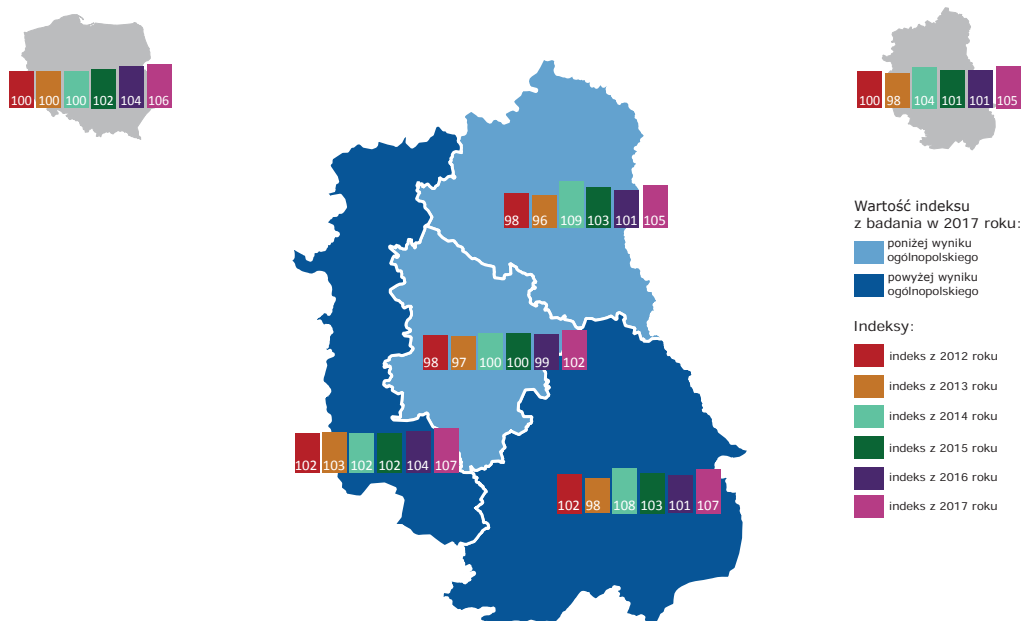 100 100 100 102 104 106
100 98 104 101 101 105
98 96 109 103 101 105
98 97 100 100 99 102
102 103 102 102 104 107
102 98 108 103 101 107
Wartość indeksu
z badania w 2017 roku:
poniżej wyniku
ogólnopolskiego
powyżej wyniku
ogólnopolskiego
Indeksy:
indeks z 2012 roku
indeks z 2013 roku
indeks z 2014 roku
indeks z 2015 roku
indeks z 2016 roku
indeks z 2017 roku